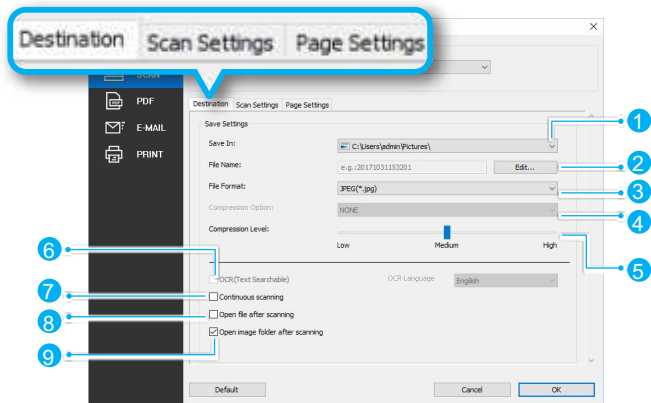 Destination Scan Settings Page Settings
SCAN
PDF
E-MAIL
PRINT
Destination Scan Settings Page Settings
Save Settings
Save In: C:\Users\admin\Pictures\ 1
File Name: e.g.:20171031153201 Edit... 2
File Format: JPEG(*.jpg) 3
Compression Option: NONE 4
Compression Level:
Low Medium High 5
6
OCR(Text Searchable) OCR Language English
7 Continuous scanning
8 Open file after scanning
9 Open image folder after scanning
Default Cancel OK